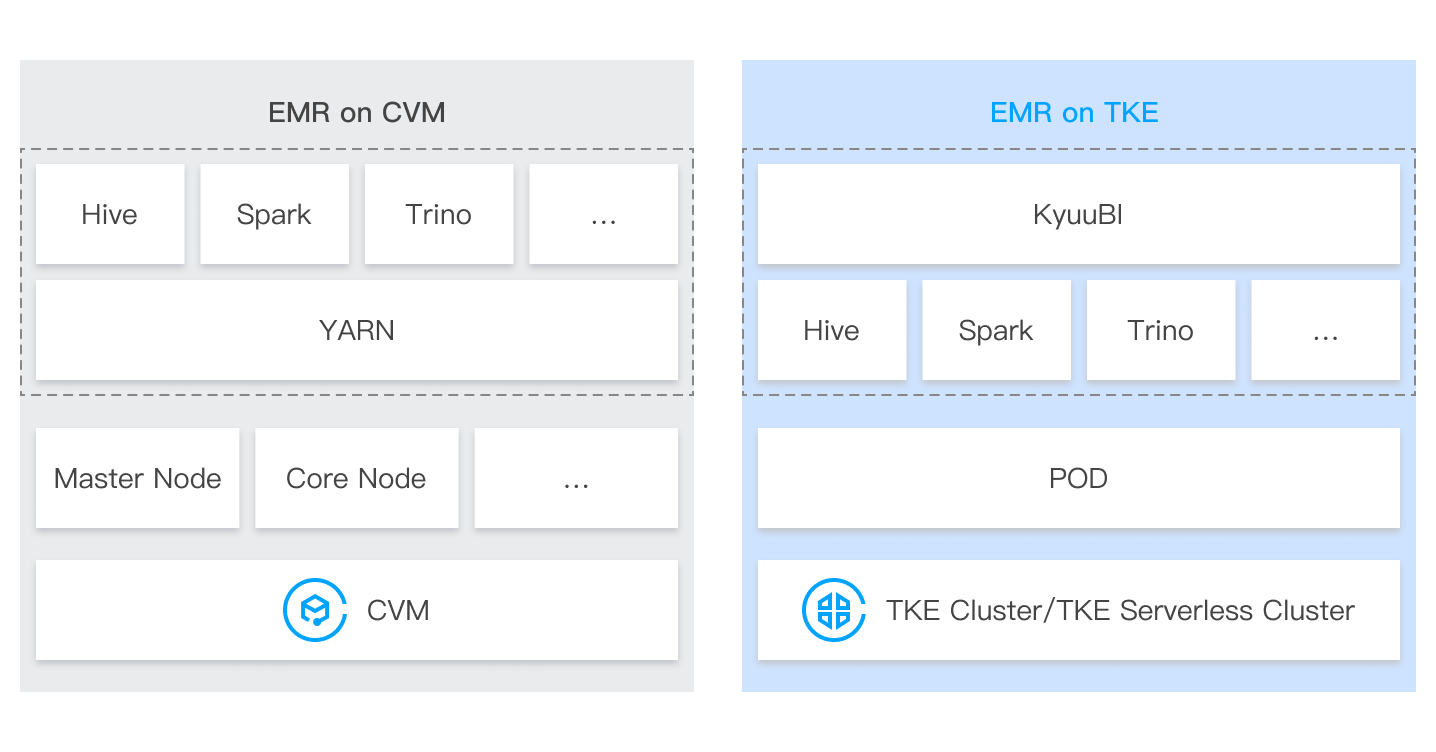 EMR on CVM
Hive Spark Trino ...
YARN
Master Node Core Node ...
CVM
EMR on TKE
KyuuBI
Hive Spark Trino ...
POD
TKE Cluster/TKE Serverless Cluster